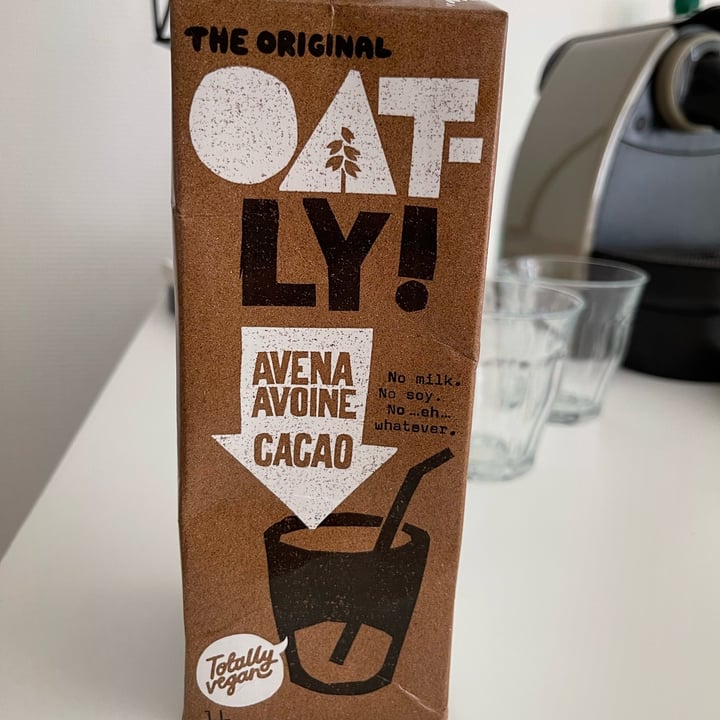 THE ORIGINAL
OAT-
LY!
AVENA
AVOINE
CACAO
No milk.
No soy.
No …eh…
whatever.
Totally
vegan